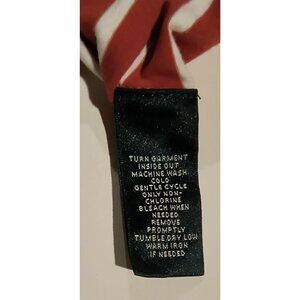 TURN GARMENT
INSIDE OUT
MACHINE WASH
COLD
GENTLE CYCLE
ONLY NON-
CHLORINE
BLEACH WHEN
NEEDED
REMOVE
PROMPTLY
TUMBLE DRY LOW
WARM IRON
IF NEEDED